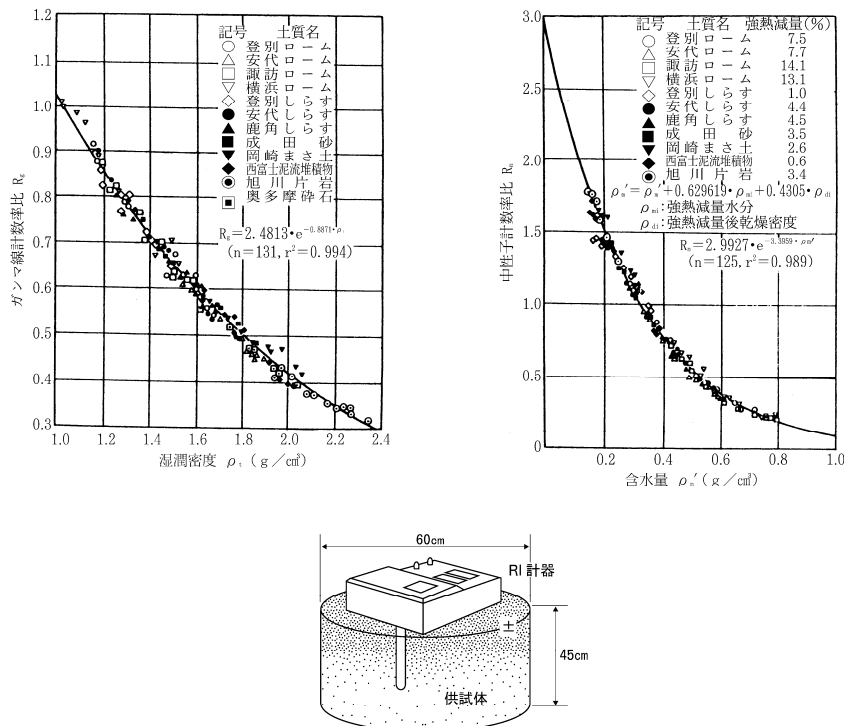 1.2
1.1
1.0
0.9
0.8
0.7
0.6
0.5
0.4
0.3
ガンマ線計数率比 Rg
記号 土質名
○ 登別ローム
△ 安代ローム
□ 諏訪ローム
▽ 横浜ローム
◇ 登別しらす
● 安代しらす
▲ 鹿角しらす
■ 成田砂
▼ 岡崎まさ土
◆ 西富士泥流堆積物
旭川片岩
奥多摩砕石
Rg=2.4813・e-0.8871・ρt
(n=131, r²=0.994)
1.0 1.2 1.4 1.6 1.8 2.0 2.2 2.4
湿潤密度 ρt (g/cm³)
3.0
2.5
2.0
1.5
1.0
0.5
0
中性子計数率比 Rn
記号 土質名 強熱減量(%)
○ 登別ローム 7.5
△ 安代ローム 7.7
□ 諏訪ローム 14.1
▽ 横浜ローム 13.1
◇ 登別しらす 1.0
● 安代しらす 4.4
▲ 鹿角しらす 4.5
■ 成田砂 3.5
▼ 岡崎まさ土 2.6
◆ 西富士泥流堆積物 0.6
旭川片岩 3.4
ρm′=ρm′+0.629619・ρmi+0.4305・ρdi
ρmi:強熱減量水分
ρdi:強熱減量後乾燥密度
Rn=2.9927・e-3.3959・ρm′
(n=125, r²=0.989)
0.2 0.4 0.6 0.8 1.0
含水量 ρm′ (g/cm³)
60cm
RI計器
土
45cm
供試体